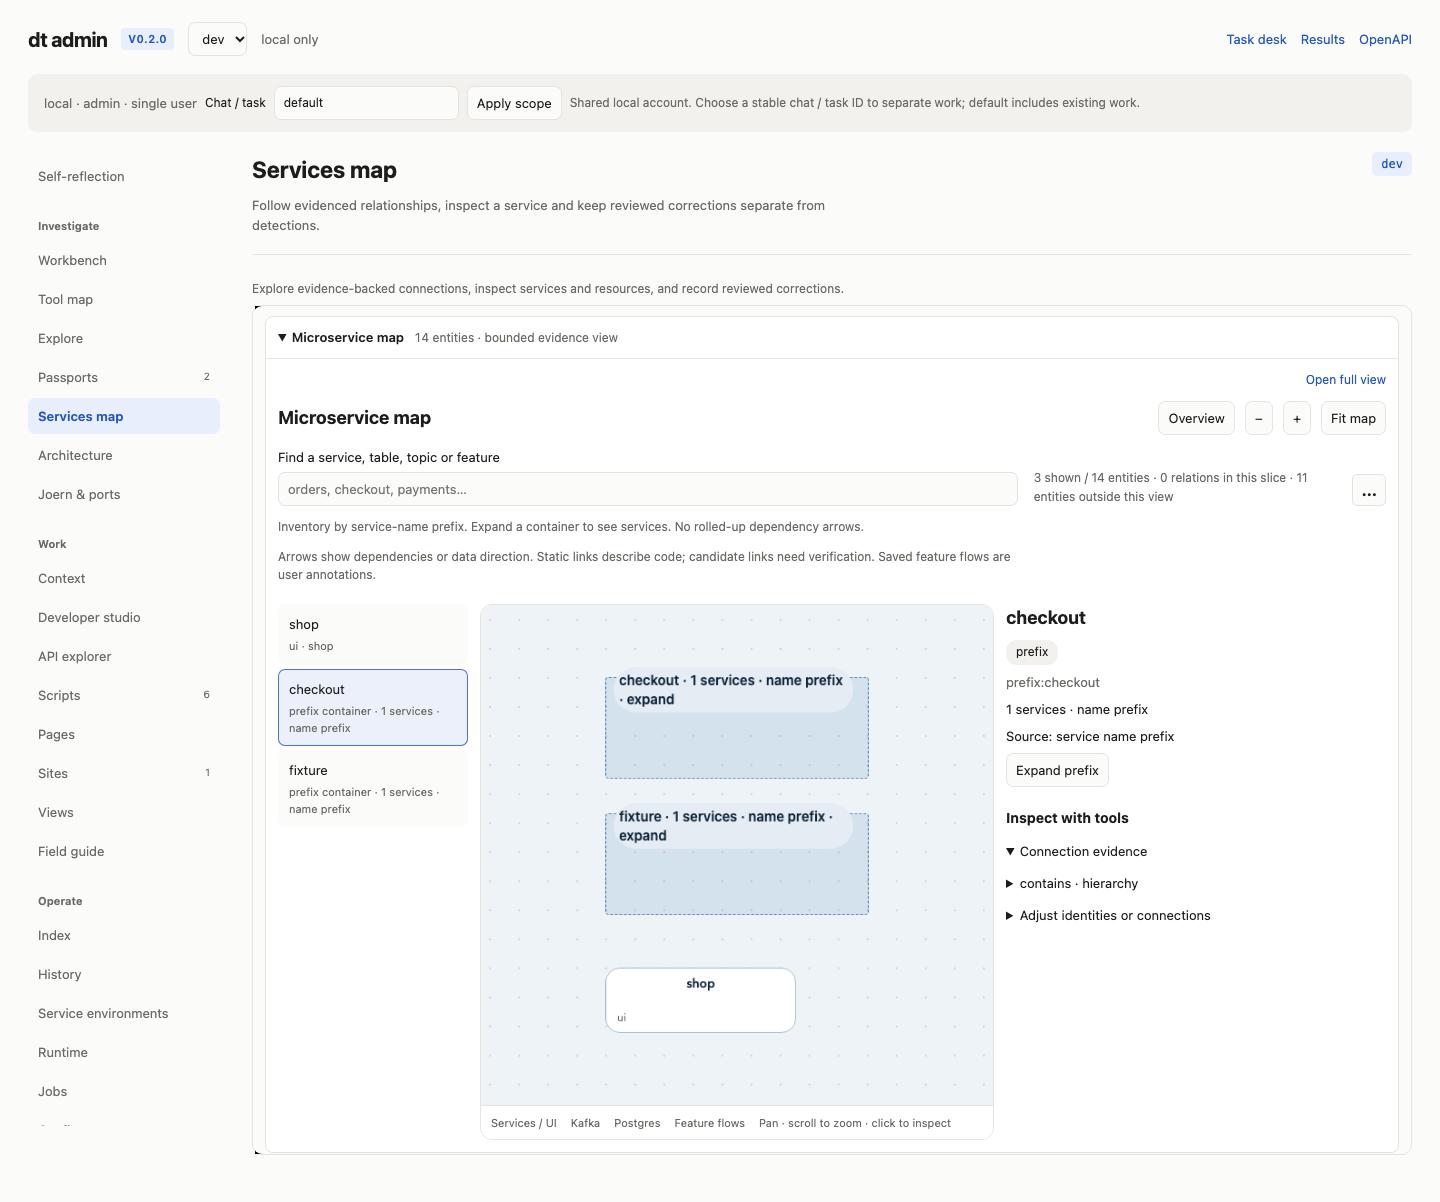 dt admin
V0.2.0
dev
local only
Task desk
Results
OpenAPI
local · admin · single user
Chat / task
default
Apply scope
Shared local account. Choose a stable chat / task ID to separate work; default includes existing work.
Self-reflection
Investigate
Workbench
Tool map
Explore
Passports
2
Services map
Architecture
Joern & ports
Work
Context
Developer studio
API explorer
Scripts
6
Pages
Sites
1
Views
Field guide
Operate
Index
History
Service environments
Runtime
Jobs
Services map
dev
Follow evidenced relationships, inspect a service and keep reviewed corrections separate from
detections.
Explore evidence-backed connections, inspect services and resources, and record reviewed corrections.
▼ Microservice map
14 entities · bounded evidence view
Open full view
Microservice map
Overview
−
+
Fit map
Find a service, table, topic or feature
orders, checkout, payments…
3 shown / 14 entities · 0 relations in this slice · 11
entities outside this view
...
Inventory by service-name prefix. Expand a container to see services. No rolled-up dependency arrows.
Arrows show dependencies or data direction. Static links describe code; candidate links need verification. Saved feature flows are
user annotations.
shop
ui · shop
checkout
prefix container · 1 services ·
name prefix
fixture
prefix container · 1 services ·
name prefix
checkout · 1 services · name prefix
· expand
fixture · 1 services · name prefix ·
expand
shop
ui
Services / UI
Kafka
Postgres
Feature flows
Pan · scroll to zoom · click to inspect
checkout
prefix
prefix:checkout
1 services · name prefix
Source: service name prefix
Expand prefix
Inspect with tools
▼ Connection evidence
▶ contains · hierarchy
▶ Adjust identities or connections